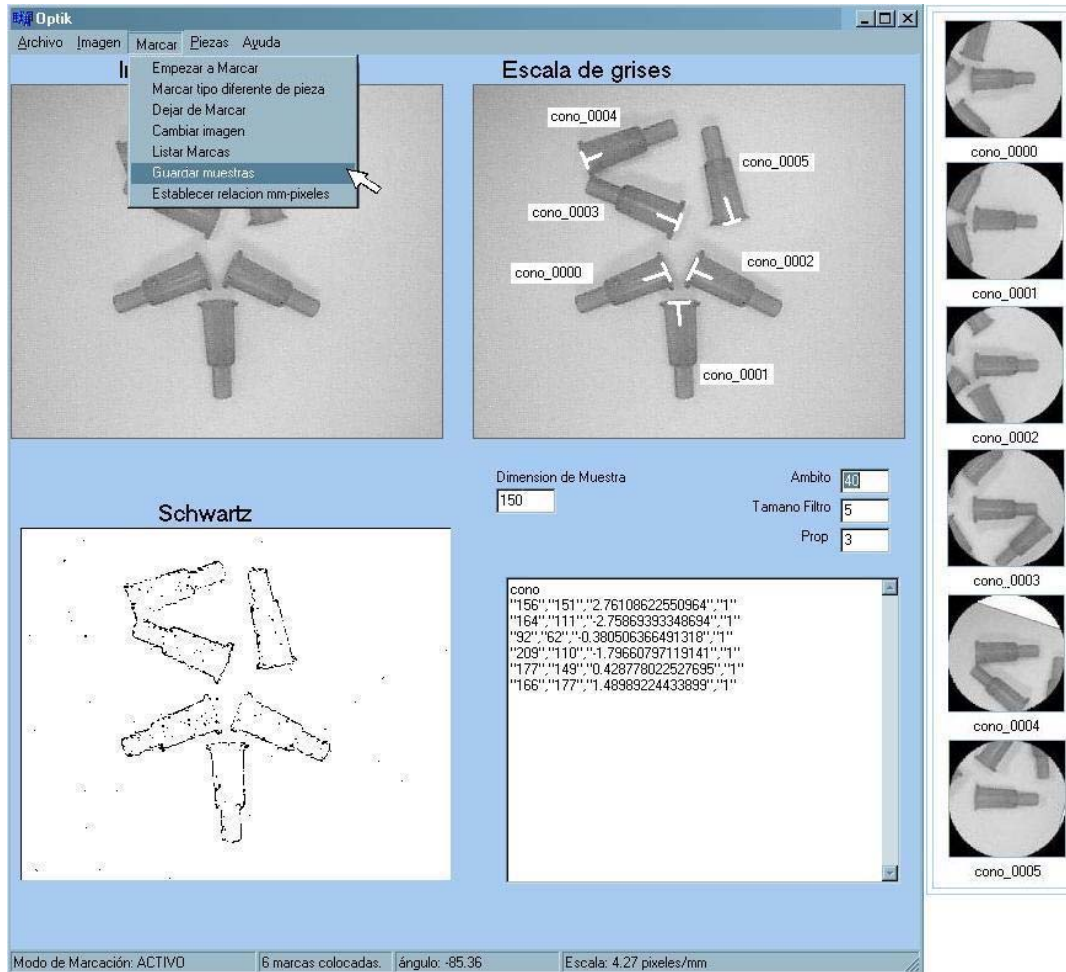 Optik
Archivo Imagen Marcar Piezas Ayuda
Empezar a Marcar
Marcar tipo diferente de pieza
Dejar de Marcar
Cambiar imagen
Listar Marcas
Guardar muestras
Establecer relacion mm-pixeles
Escala de grises
cono_0004
cono_0005
cono_0003
cono_0002
cono_0000
cono_0001
Dimension de Muestra
150
Ambito 40
Tamano Filtro 5
Prop 3
Schwartz
cono
"156","151","2.76108622550964","1"
"164","111","-2.75869393348694","1"
"92","62","-0.380506366491318","1"
"209","110","-1.79660797119141","1"
"177","149","0.428778022527695","1"
"166","177","1.48989224433899","1"
Modo de Marcación: ACTIVO 6 marcas colocadas. ángulo: -85.36 Escala: 4.27 pixeles/mm
cono_0000
cono_0001
cono_0002
cono_0003
cono_0004
cono_0005